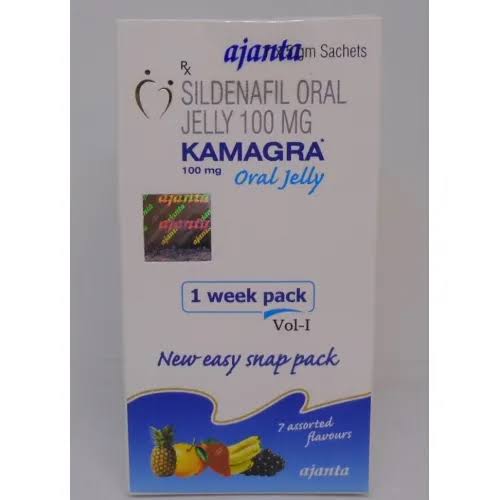 ajanta
gm Sachets
Rx
SILDENAFIL ORAL
JELLY 100 MG
KAMAGRA
100 mg Oral Jelly
ajanta
ajanta
ajanta
1 week pack
Vol-I
New easy snap pack
7 assorted
flavours
ajanta